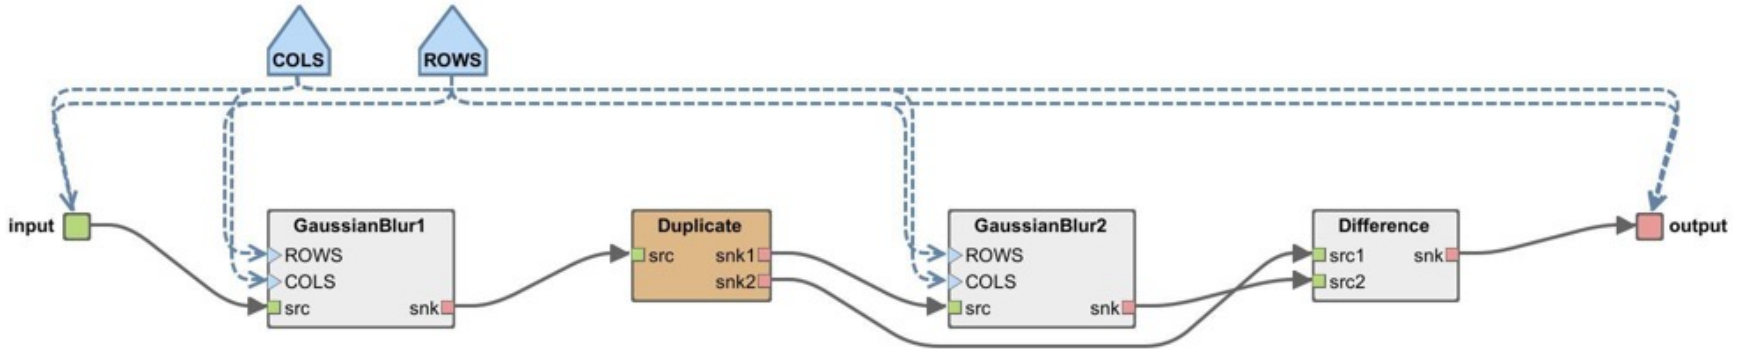 COLS
ROWS
input
GaussianBlur1
ROWS
COLS
src
snk
Duplicate
src snk1
snk2
GaussianBlur2
ROWS
COLS
src
snk
Difference
src1 snk
src2
output